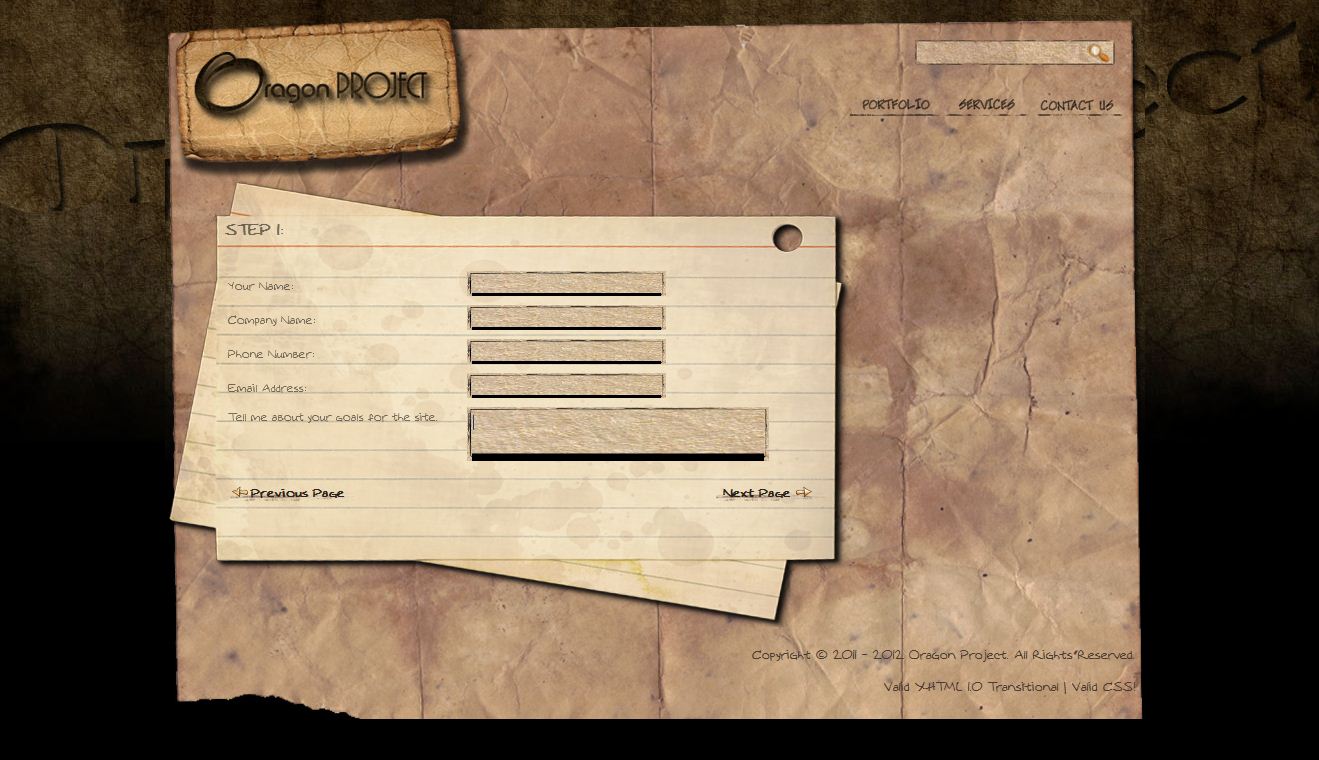 Oragon PROJECT
PORTFOLIO SERVICES CONTACT US
STEP 1:
Your Name:
Company Name:
Phone Number:
Email Address:
Tell me about your goals for the site.
Previous Page
Next Page
Copyright © 2011 - 2012 Oragon Project. All Rights Reserved.
Valid XHTML 1.0 Transitional | Valid CSS!